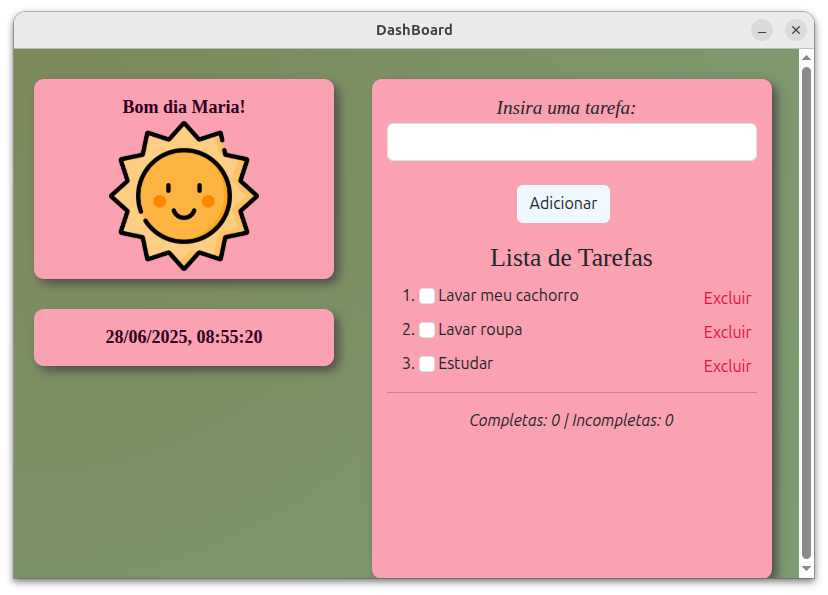 DashBoard
Bom dia Maria!
28/06/2025, 08:55:20
Insira uma tarefa:
Adicionar
Lista de Tarefas
1. Lavar meu cachorro Excluir
2. Lavar roupa Excluir
3. Estudar Excluir
Completas: 0 | Incompletas: 0